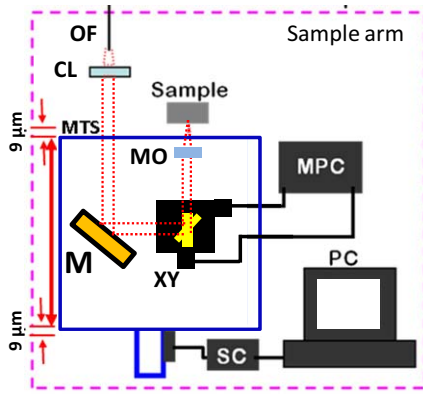 OF
Sample arm
CL
Sample
9 µm
MTS
MO
MPC
M
XY
PC
9 µm
SC